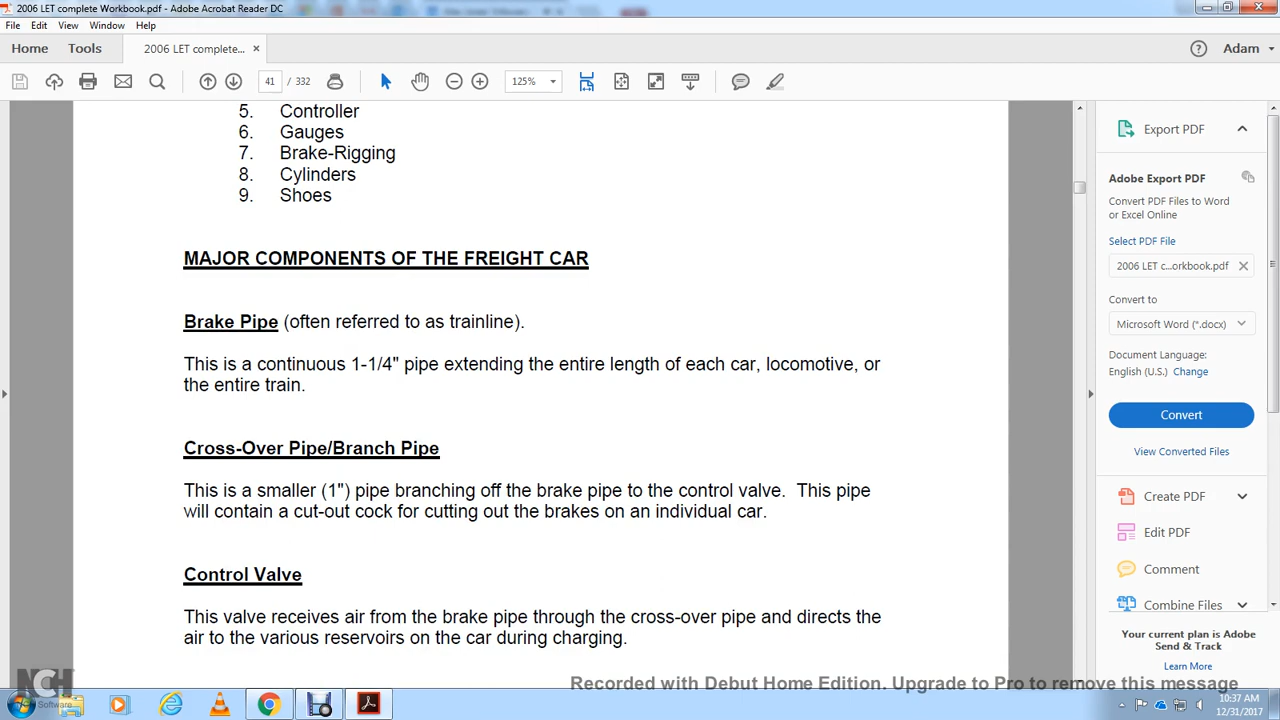 2006 LET complete Workbook.pdf - Adobe Acrobat Reader DC
File Edit View Window Help
Home Tools 2006 LET complete... × Adam
41 / 332 125%
5. Controller
6. Gauges
7. Brake-Rigging
8. Cylinders
9. Shoes
MAJOR COMPONENTS OF THE FREIGHT CAR
Brake Pipe (often referred to as trainline).
This is a continuous 1-1/4" pipe extending the entire length of each car, locomotive, or
the entire train.
Cross-Over Pipe/Branch Pipe
This is a smaller (1") pipe branching off the brake pipe to the control valve. This pipe
will contain a cut-out cock for cutting out the brakes on an individual car.
Control Valve
This valve receives air from the brake pipe through the cross-over pipe and directs the
air to the various reservoirs on the car during charging.
Export PDF
Adobe Export PDF
Convert PDF Files to Word
or Excel Online
Select PDF File
2006 LET c...orkbook.pdf
Convert to
Microsoft Word (*.docx)
Document Language:
English (U.S.) Change
Convert
View Converted Files
Create PDF
Edit PDF
Comment
Combine Files
Your current plan is Adobe
Send & Track
Learn More
Recorded with Debut Home Edition. Upgrade to Pro to remove this message
NCH
NCH Software
10:37 AM
12/31/2017